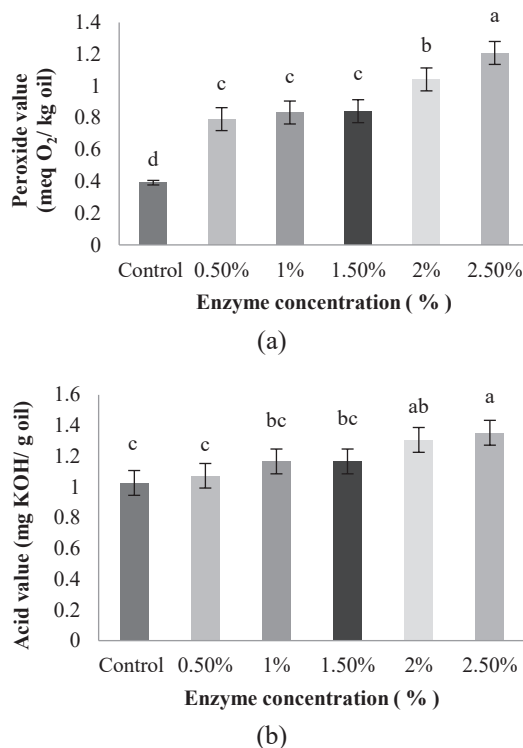 1.4
1.2
1
0.8
0.6
0.4
0.2
0
Peroxide value
(meq O₂/ kg oil)
d
c
c
c
b
a
Control 0.50% 1% 1.50% 2% 2.50%
Enzyme concentration ( % )
(a)
1.6
1.4
1.2
1
0.8
0.6
0.4
0.2
0
Acid value (mg KOH/ g oil)
c
c
bc
bc
ab
a
Control 0.50% 1% 1.50% 2% 2.50%
Enzyme concentration ( % )
(b)